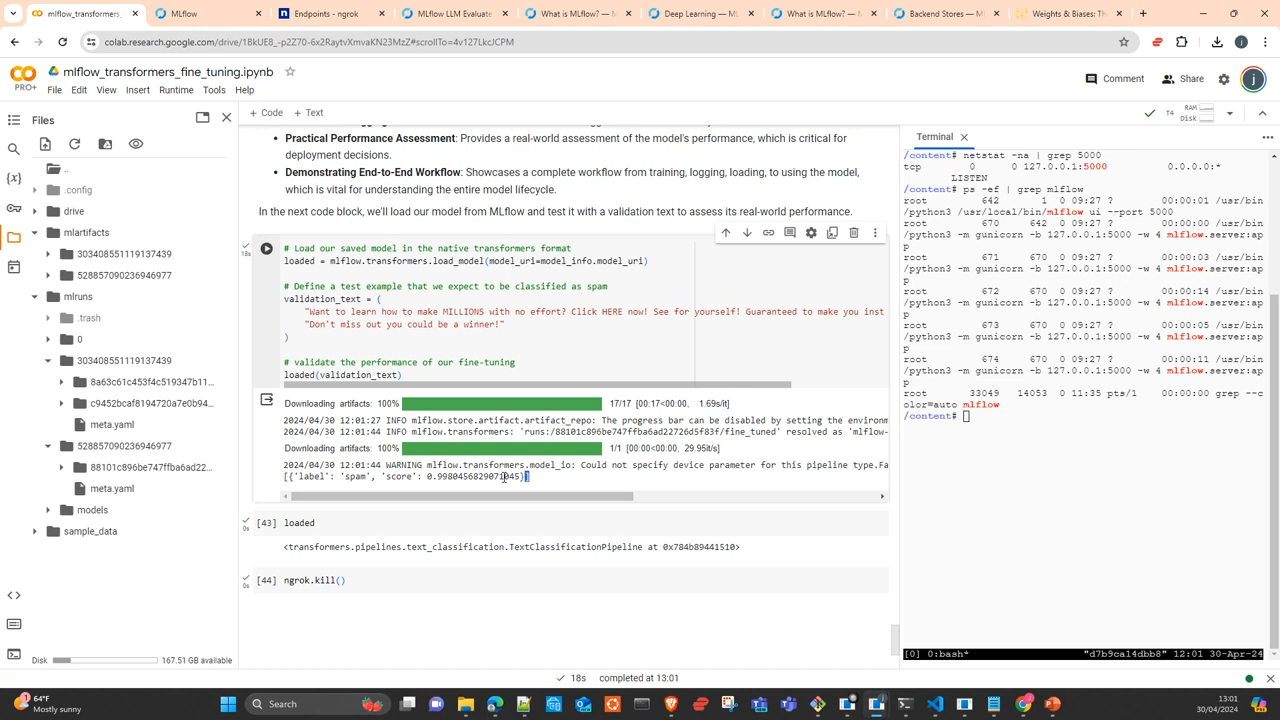 mlflow_transformers_
MLflow
Endpoints - ngrok
MLflow LLM Evaluate
What is MLflow? —
Deep Learning — ML
What is MLflow? —
Backend Stores — ML
Weights & Biases: Th
colab.research.google.com/drive/1BkUE8_-p2Z70-6x2RaytvXmvaKN23MzZ#scrollTo=4v127LkcJCPM
mlflow_transformers_fine_tuning.ipynb
PRO+
File Edit View Insert Runtime Tools Help
Comment
Share
Files
+ Code + Text
T4
RAM
Disk
..
.config
drive
mlartifacts
303408551119137439
528857090236946977
mlruns
.trash
0
303408551119137439
8a63c61c453f4c519347b11...
c9452bcaf8194720a7e0b94...
meta.yaml
528857090236946977
88101c896be747ffba6ad22...
meta.yaml
models
sample_data
Disk
167.51 GB available
Practical Performance Assessment: Provides a real-world assessment of the model's performance, which is critical for
deployment decisions.
Demonstrating End-to-End Workflow: Showcases a complete workflow from training, logging, loading, to using the model,
which is vital for understanding the entire model lifecycle.
In the next code block, we'll load our model from MLflow and test it with a validation text to assess its real-world performance.
18s
# Load our saved model in the native transformers format
loaded = mlflow.transformers.load_model(model_uri=model_info.model_uri)
# Define a test example that we expect to be classified as spam
validation_text = (
"Want to learn how to make MILLIONS with no effort? Click HERE now! See for yourself! Guaranteed to make you inst
"Don't miss out you could be a winner!"
)
# validate the performance of our fine-tuning
loaded(validation_text)
Downloading artifacts: 100% 17/17 [00:17<00:00, 1.69s/it]
2024/04/30 12:01:27 INFO mlflow.store.artifact.artifact_repo: The progress bar can be disabled by setting the environm
2024/04/30 12:01:44 INFO mlflow.transformers: 'runs:/88101c896be747ffba6ad22726d5f83f/fine_tuned' resolved as 'mlflow-
Downloading artifacts: 100% 1/1 [00:00<00:00, 29.95it/s]
2024/04/30 12:01:44 WARNING mlflow.transformers.model_io: Could not specify device parameter for this pipeline type.Fa
[{'label': 'spam', 'score': 0.9980456829071045}]
[43] loaded
0s
<transformers.pipelines.text_classification.TextClassificationPipeline at 0x784b89441510>
[44] ngrok.kill()
0s
Terminal
/content# netstat -na | grep 5000
tcp 0 0 127.0.0.1:5000 0.0.0.0:*
LISTEN
/content# ps -ef | grep mlflow
root 642 1 0 09:27 ? 00:00:01 /usr/bin
/python3 /usr/local/bin/mlflow ui --port 5000
root 670 642 0 09:27 ? 00:00:00 /usr/bin
/python3 -m gunicorn -b 127.0.0.1:5000 -w 4 mlflow.server:ap
p
root 671 670 0 09:27 ? 00:00:03 /usr/bin
/python3 -m gunicorn -b 127.0.0.1:5000 -w 4 mlflow.server:ap
p
root 672 670 0 09:27 ? 00:00:14 /usr/bin
/python3 -m gunicorn -b 127.0.0.1:5000 -w 4 mlflow.server:ap
p
root 673 670 0 09:27 ? 00:00:05 /usr/bin
/python3 -m gunicorn -b 127.0.0.1:5000 -w 4 mlflow.server:ap
p
root 674 670 0 09:27 ? 00:00:11 /usr/bin
/python3 -m gunicorn -b 127.0.0.1:5000 -w 4 mlflow.server:ap
p
root 33049 14053 0 11:35 pts/1 00:00:00 grep --c
olor=auto mlflow
/content#
[0] 0:bash* "d7b9ca14dbb8" 12:01 30-Apr-24
18s completed at 13:01
64°F
Mostly sunny
Search
13:01
30/04/2024